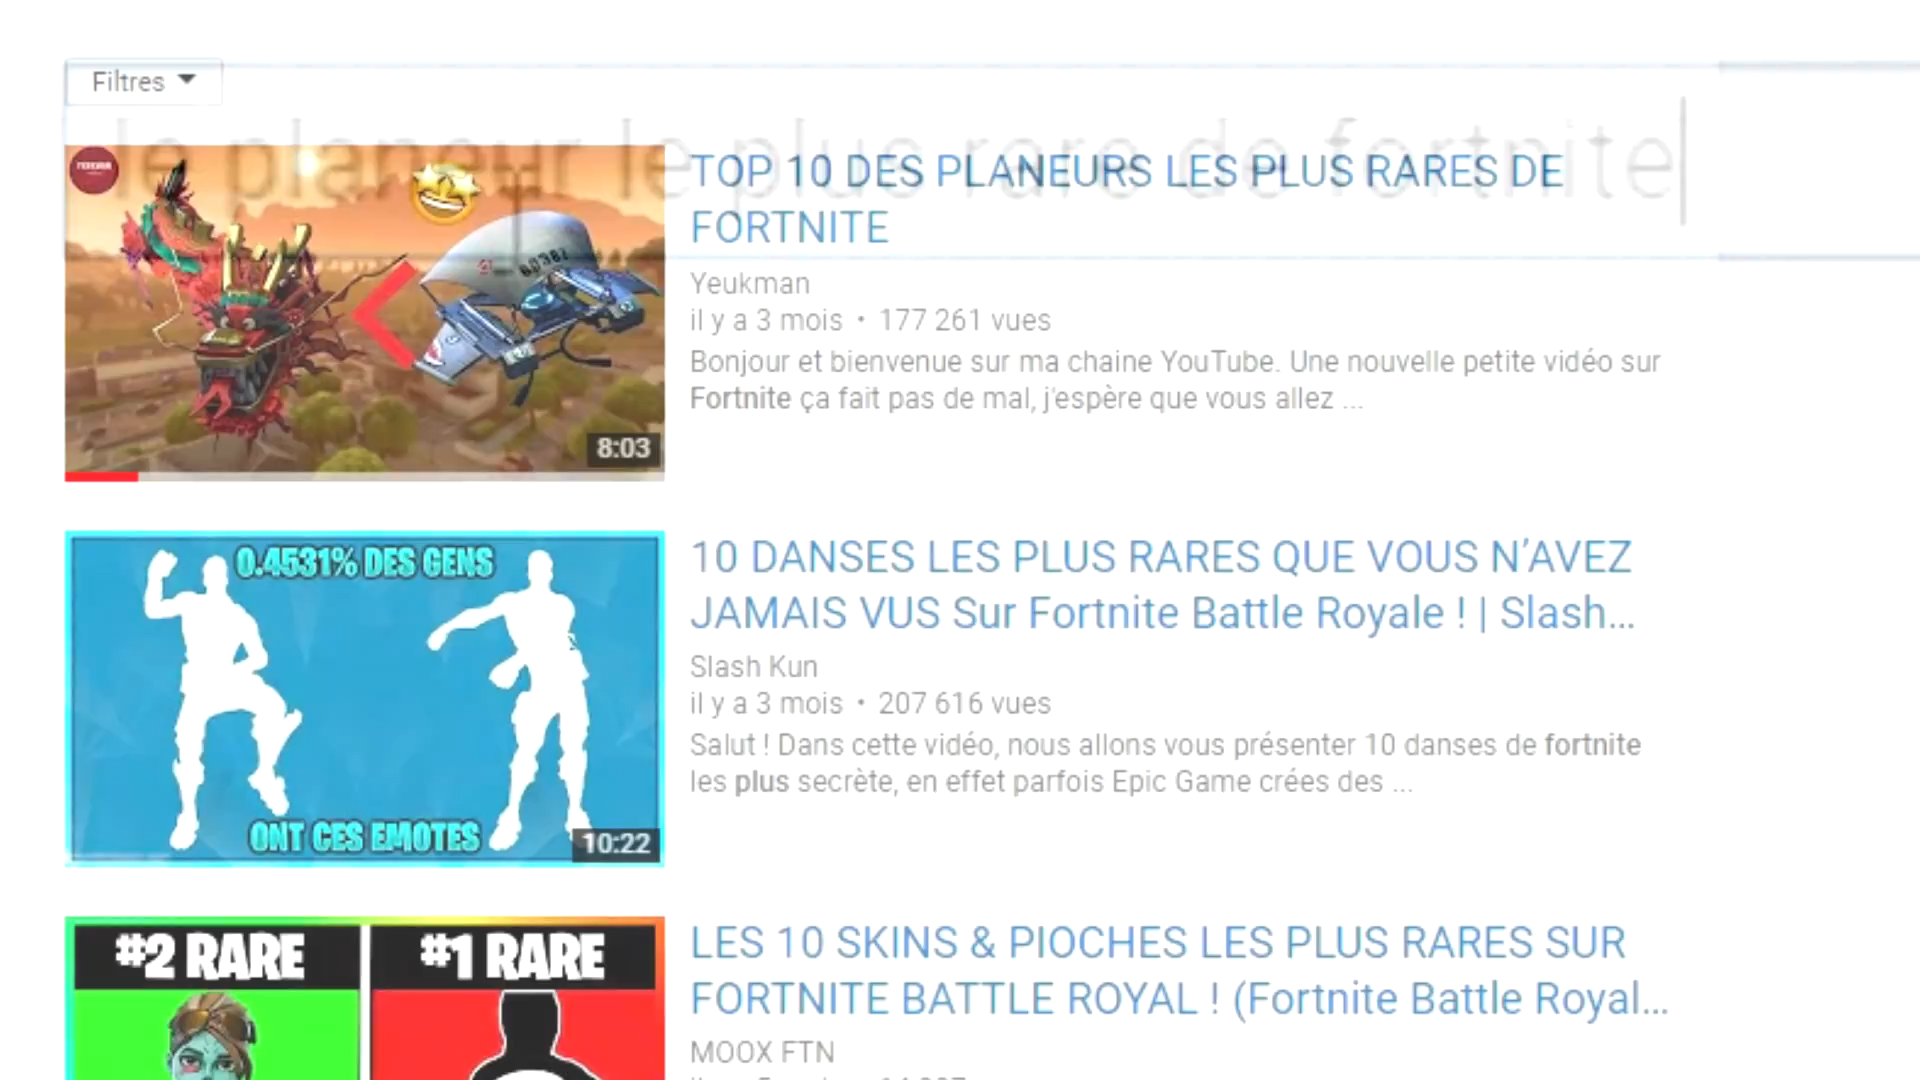 Filtres
le planeur le plus rare de fortnite
TOP 10 DES PLANEURS LES PLUS RARES DE
FORTNITE
Yeukman
il y a 3 mois • 177 261 vues
Bonjour et bienvenue sur ma chaine YouTube. Une nouvelle petite vidéo sur
Fortnite ça fait pas de mal, j'espère que vous allez ...
8:03
0.4531% DES GENS
ONT CES EMOTES
10:22
10 DANSES LES PLUS RARES QUE VOUS N'AVEZ
JAMAIS VUS Sur Fortnite Battle Royale ! | Slash...
Slash Kun
il y a 3 mois • 207 616 vues
Salut ! Dans cette vidéo, nous allons vous présenter 10 danses de fortnite
les plus secrète, en effet parfois Epic Game crées des ...
#2 RARE
#1 RARE
LES 10 SKINS & PIOCHES LES PLUS RARES SUR
FORTNITE BATTLE ROYAL ! (Fortnite Battle Royal...
MOOX FTN